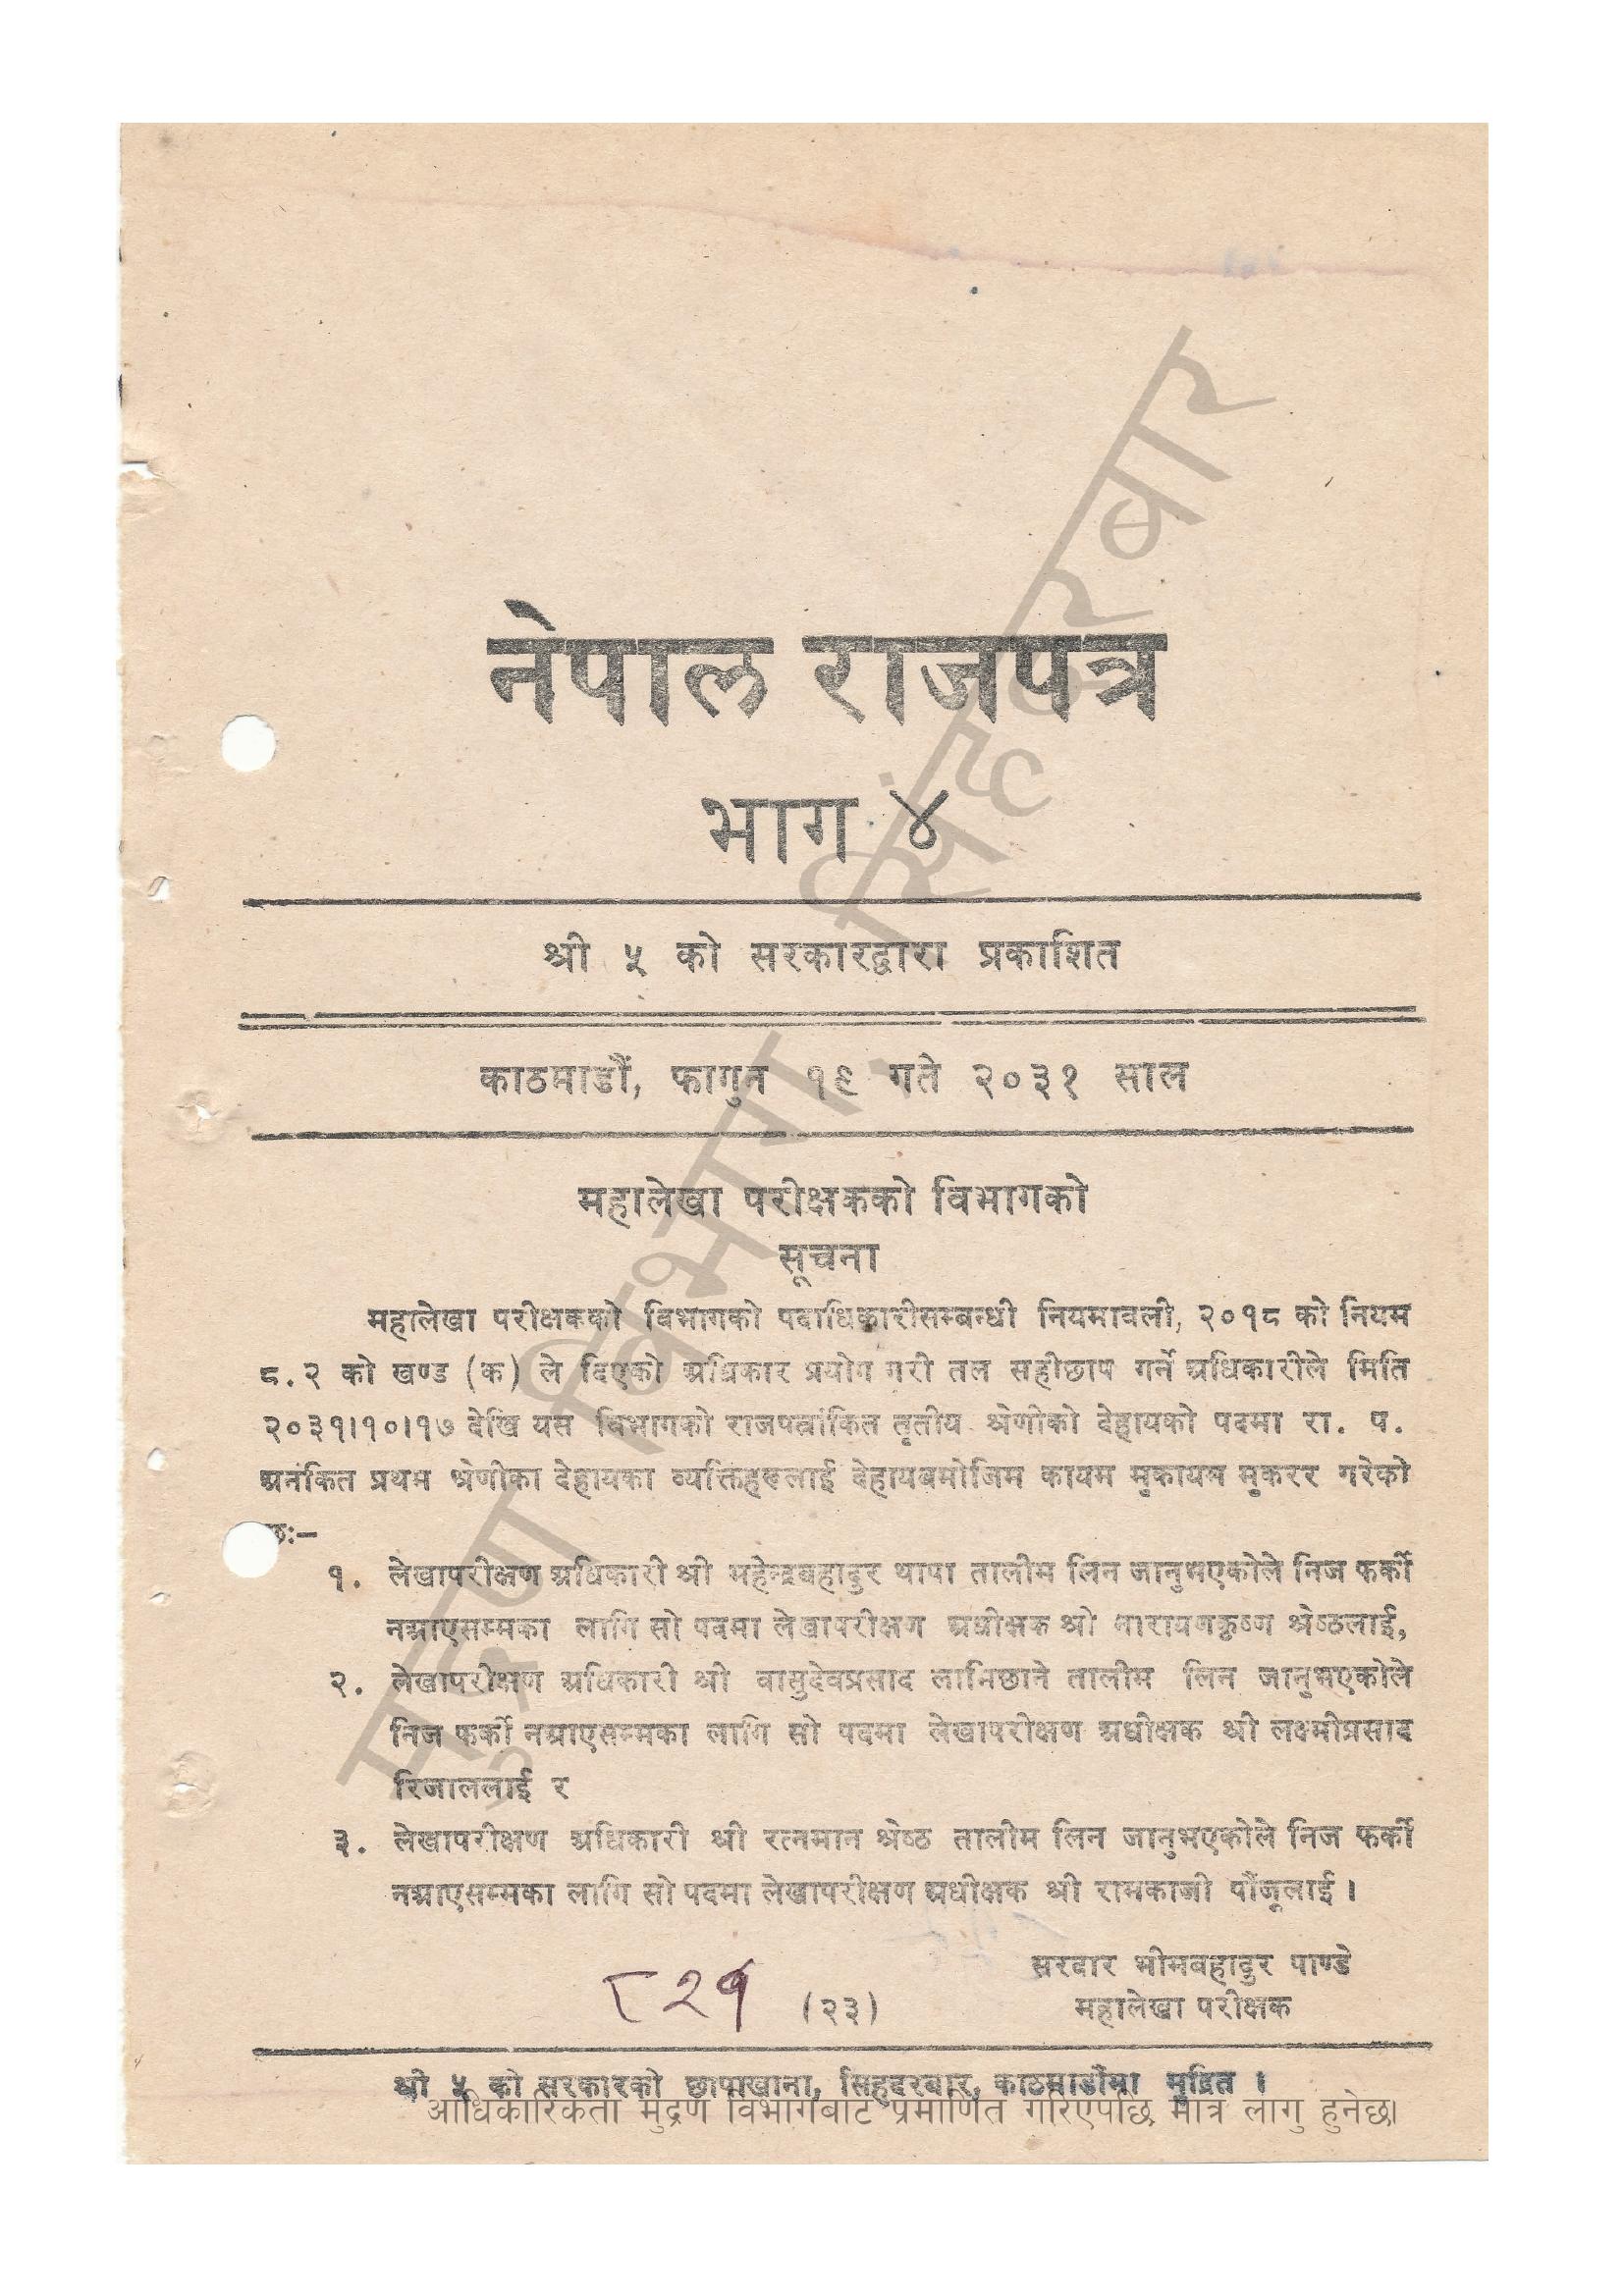 नेपाल राजपत्र
भाग ४
श्री ५ को सरकारद्वारा प्रकाशित
काठमाडौं, फागुन १९ गते २०३१ साल
महालेखा परीक्षकको विभागको
सूचना
महालेखा परीक्षकको विभागको पदाधिकारीसम्बन्धी नियमावली, २०१८ को नियम
८.२ को खण्ड (क) ले दिएको अधिकार प्रयोग गरी तल सहीछाप गर्ने अधिकारीले मिति
२०३१।१०।१७ देखि यस विभागको राजपत्रांकित तृतीय श्रेणीको देहायको पदमा रा. प.
अनंकित प्रथम श्रेणीका देहायका व्यक्तिहरूलाई देहायबमोजिम कायम मुकायम मुकरर गरेको
छः–
१. लेखापरीक्षण अधिकारी श्री महेन्द्रबहादुर थापा तालीम लिन जानुभएकोले निज फर्की
नआएसम्मका लागि सो पदमा लेखापरीक्षण अधीक्षक श्री नारायणकृष्ण श्रेष्ठलाई,
२. लेखापरीक्षण अधिकारी श्री वासुदेवप्रसाद लामिछाने तालीम लिन जानुभएकोले
निज फर्की नआएसम्मका लागि सो पदमा लेखापरीक्षण अधीक्षक श्री लक्ष्मीप्रसाद
रिजाललाई र
३. लेखापरीक्षण अधिकारी श्री रत्नमान श्रेष्ठ तालीम लिन जानुभएकोले निज फर्की
नआएसम्मका लागि सो पदमा लेखापरीक्षण अधीक्षक श्री रामकाजी पौंजूलाई ।
सरदार भीमबहादुर पाण्डे
महालेखा परीक्षक
८२१ (२३)
श्री ५ को सरकारको छापाखाना, सिंहदरबार, काठमाडौंमा मुद्रित ।
आधिकारिकता मुद्रण विभागबाट प्रमाणित गरिएपछि मात्र लागु हुनेछ।
मुद्रण विभाग, सिंहदरबार